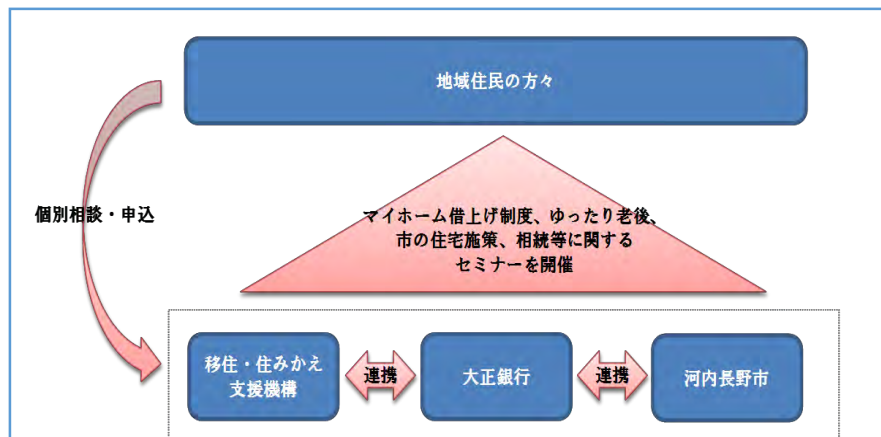 地域住民の方々
個別相談・申込
マイホーム借上げ制度、ゆったり老後、
市の住宅施策、相続等に関する
セミナーを開催
移住・住みかえ
支援機構
連携
大正銀行
連携
河内長野市